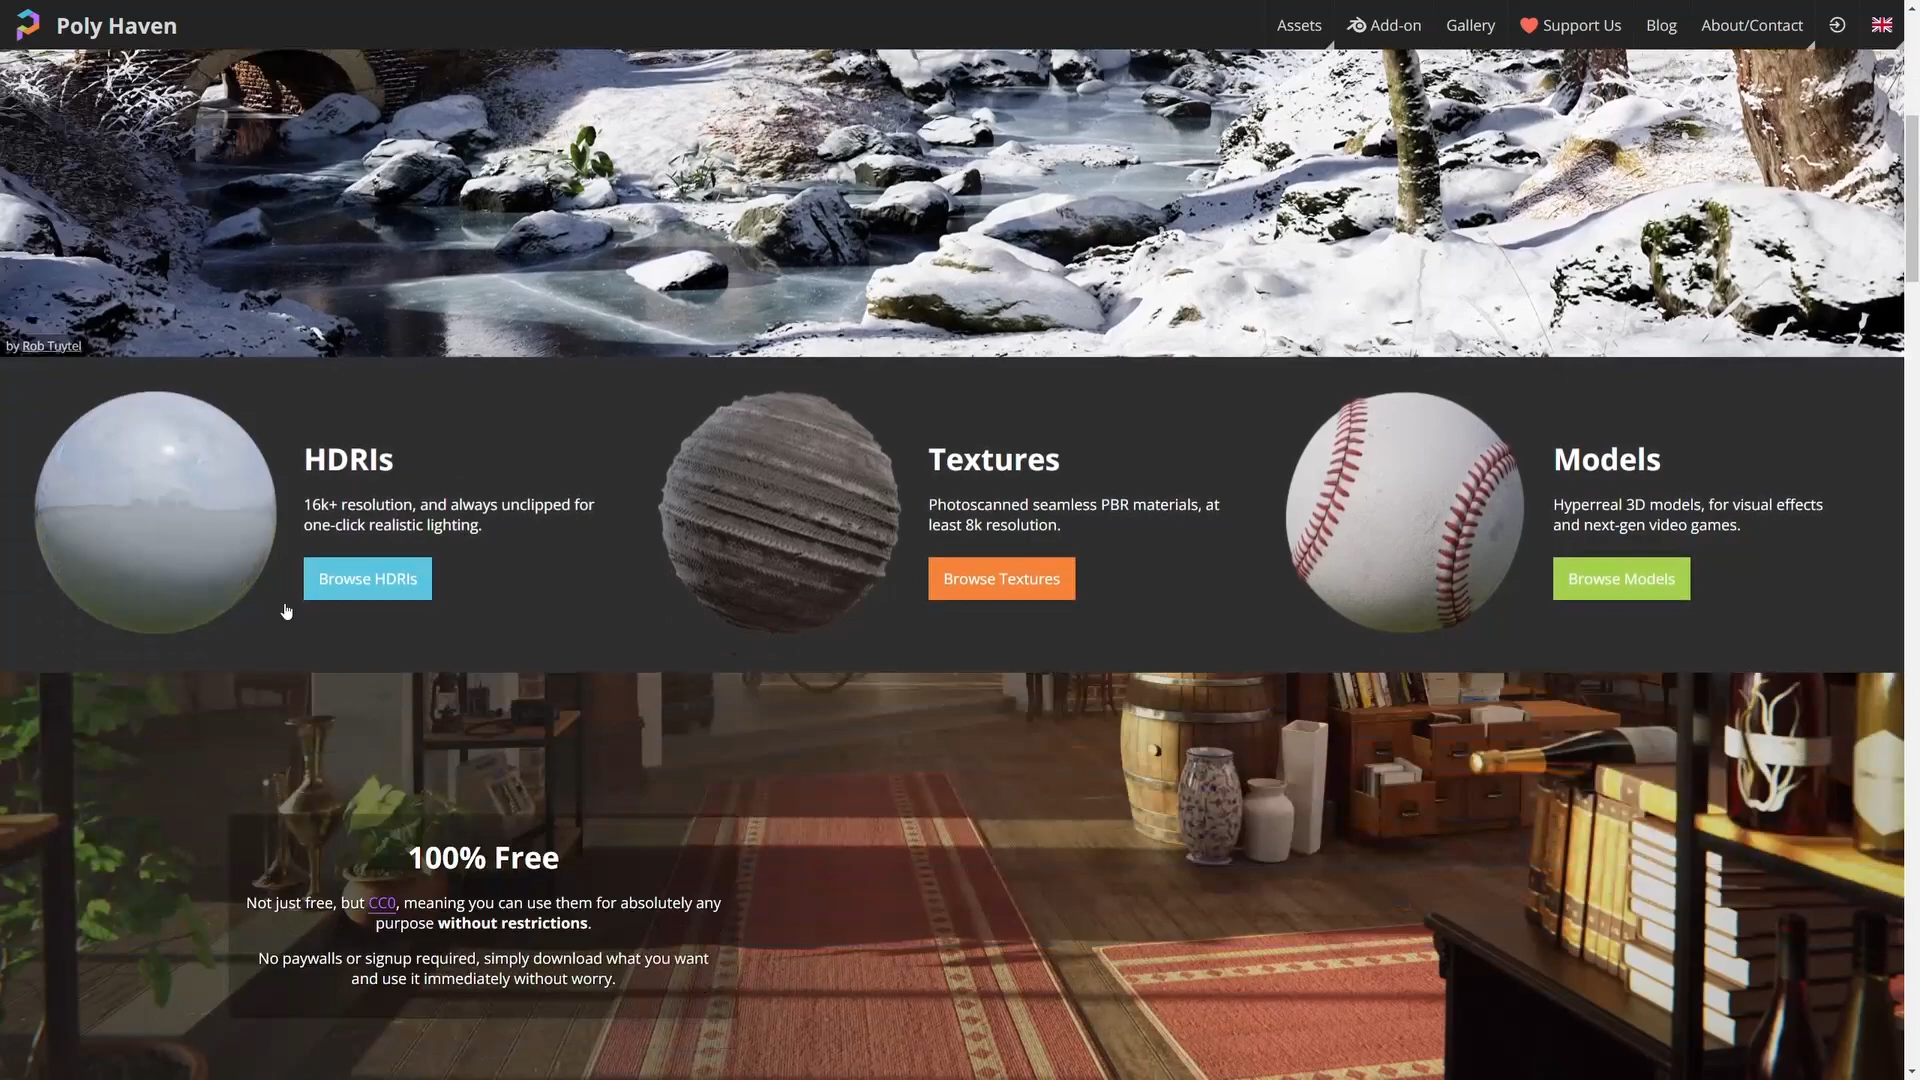 Poly Haven
Assets
Add-on
Gallery
Support Us
Blog
About/Contact
by Rob Tuytel
HDRIs
16k+ resolution, and always unclipped for
one-click realistic lighting.
Browse HDRIs
Textures
Photoscanned seamless PBR materials, at
least 8k resolution.
Browse Textures
Models
Hyperreal 3D models, for visual effects
and next-gen video games.
Browse Models
100% Free
Not just free, but CC0, meaning you can use them for absolutely any
purpose without restrictions.
No paywalls or signup required, simply download what you want
and use it immediately without worry.